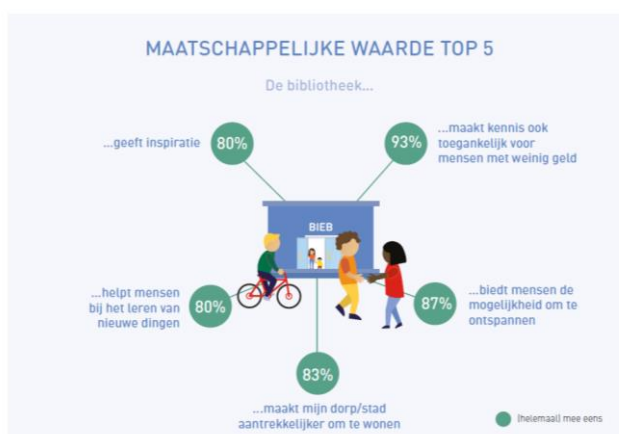 MAATSCHAPPELIJKE WAARDE TOP 5
De bibliotheek...
...geeft inspiratie
80%
93%
...maakt kennis ook
toegankelijk voor
mensen met weinig geld
BIEB
...helpt mensen
bij het leren van
nieuwe dingen
80%
87%
...biedt mensen de
mogelijkheid om te
ontspannen
83%
...maakt mijn dorp/stad
aantrekkelijker om te wonen
(helemaal) mee eens